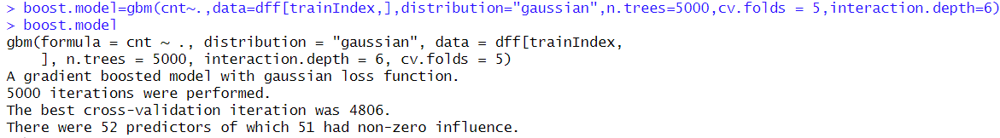 > boost.model=gbm(cnt~.,data=dff[trainIndex,],distribution="gaussian",n.trees=5000,cv.folds = 5,interaction.depth=6)
> boost.model
gbm(formula = cnt ~ ., distribution = "gaussian", data = dff[trainIndex,
    ], n.trees = 5000, interaction.depth = 6, cv.folds = 5)
A gradient boosted model with gaussian loss function.
5000 iterations were performed.
The best cross-validation iteration was 4806.
There were 52 predictors of which 51 had non-zero influence.